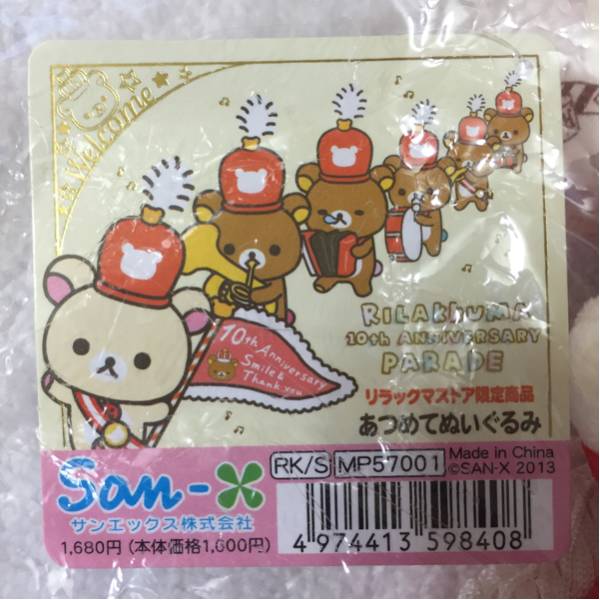 Welcome
10th Anniversary
Smile &
Thank you
RILAKKUMA
10th ANNIVERSARY
PARADE
リラックマストア限定商品
あつめてぬいぐるみ
San-X
サンエックス株式会社
1,680円 (本体価格1,600円)
RK/S MP57001
Made in China
©SAN-X 2013
4 974413 598408